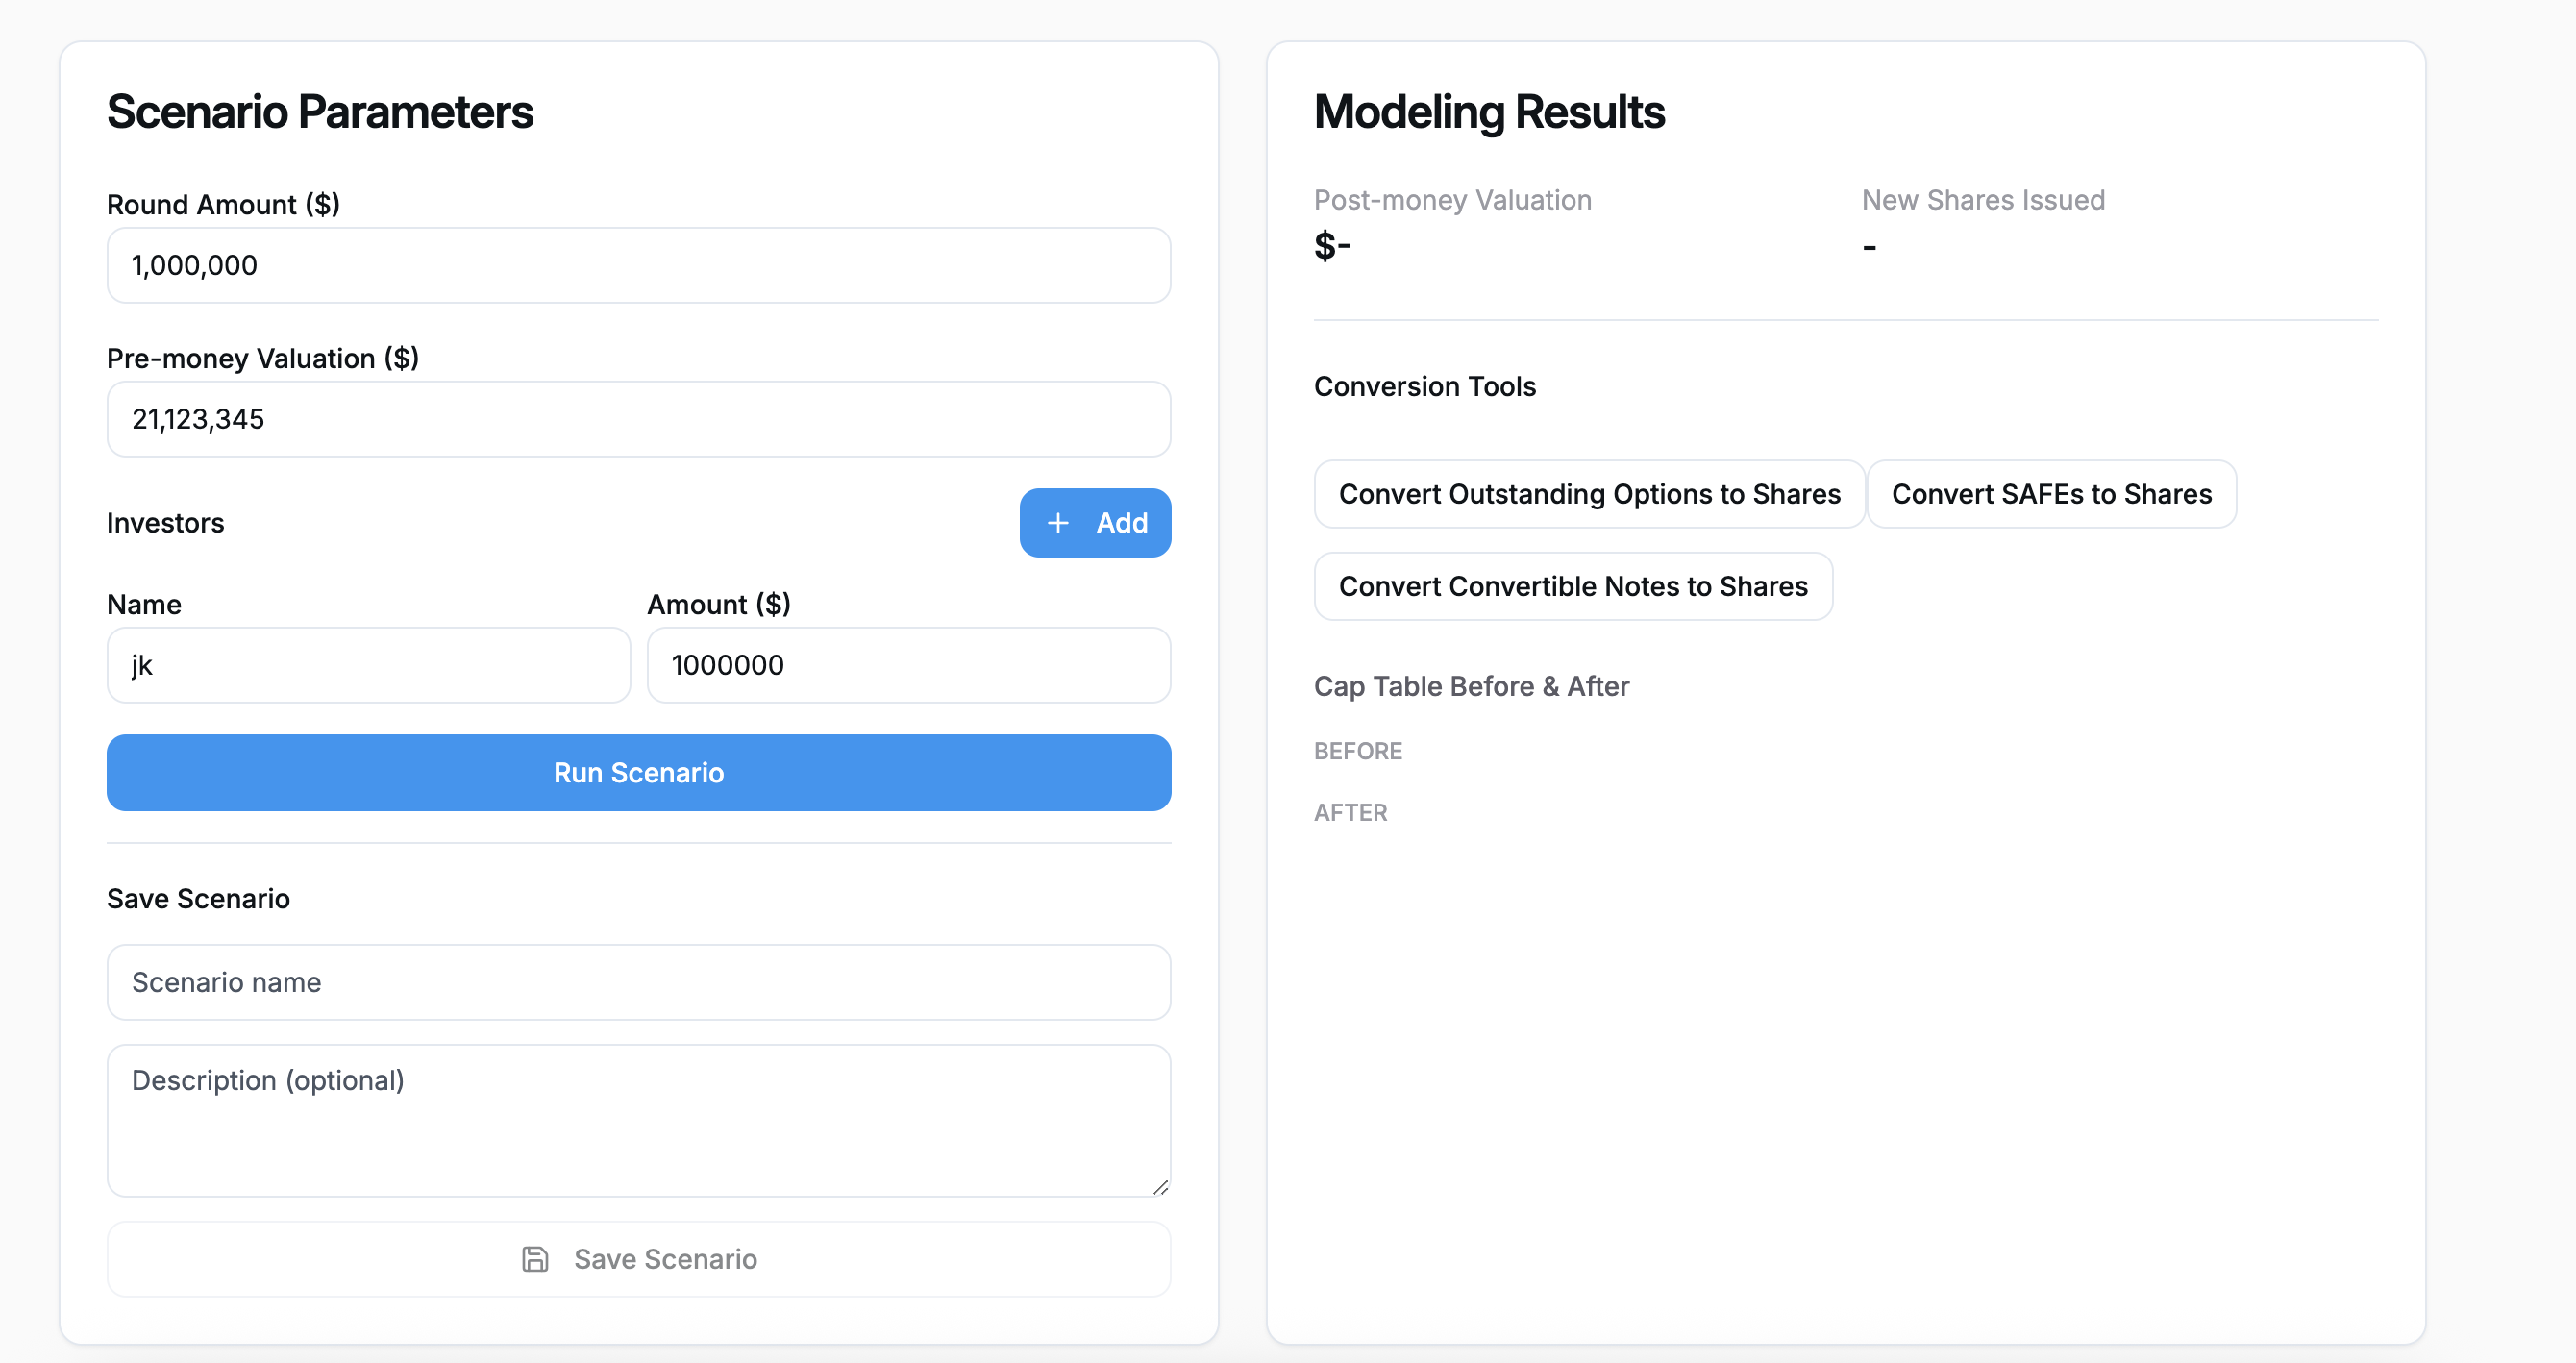 Scenario Parameters
Round Amount ($)
1,000,000
Pre-money Valuation ($)
21,123,345
Investors
+ Add
Name
Amount ($)
jk
1000000
Run Scenario
Save Scenario
Scenario name
Description (optional)
Save Scenario
Modeling Results
Post-money Valuation
New Shares Issued
$-
-
Conversion Tools
Convert Outstanding Options to Shares
Convert SAFEs to Shares
Convert Convertible Notes to Shares
Cap Table Before & After
BEFORE
AFTER